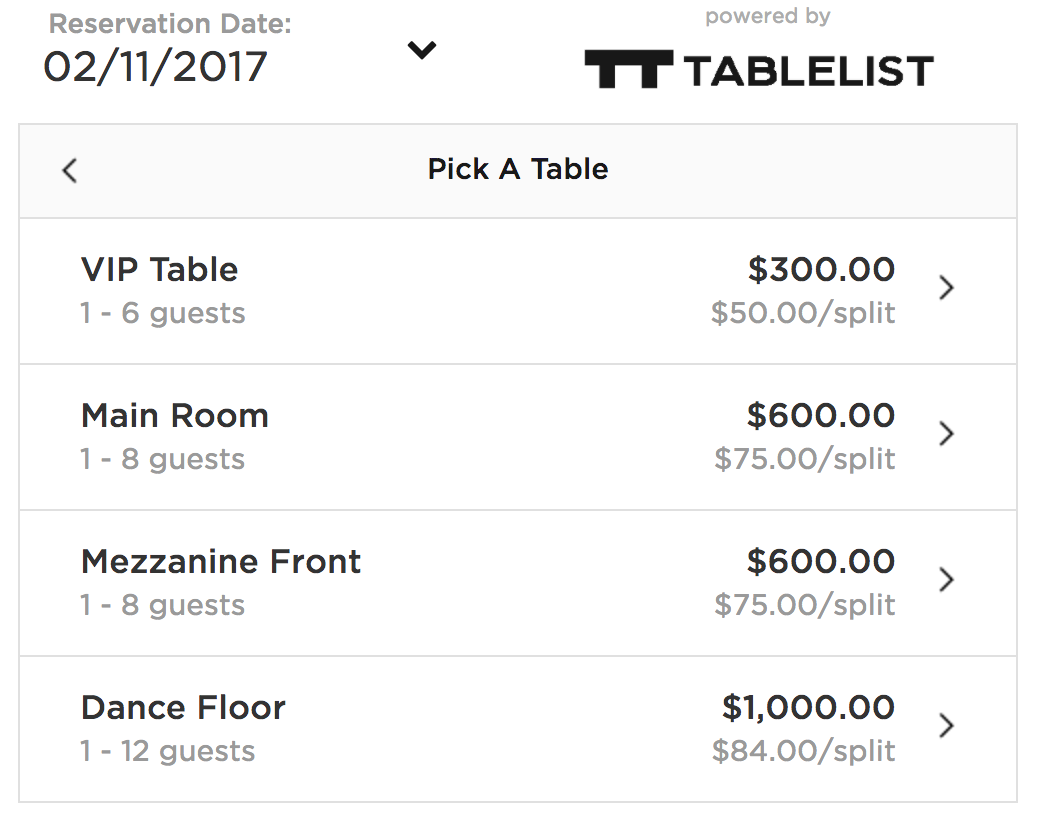 Reservation Date:
02/11/2017
powered by
TABLELIST
Pick A Table
VIP Table
$300.00
1 - 6 guests
$50.00/split
Main Room
$600.00
1 - 8 guests
$75.00/split
Mezzanine Front
$600.00
1 - 8 guests
$75.00/split
Dance Floor
$1,000.00
1 - 12 guests
$84.00/split